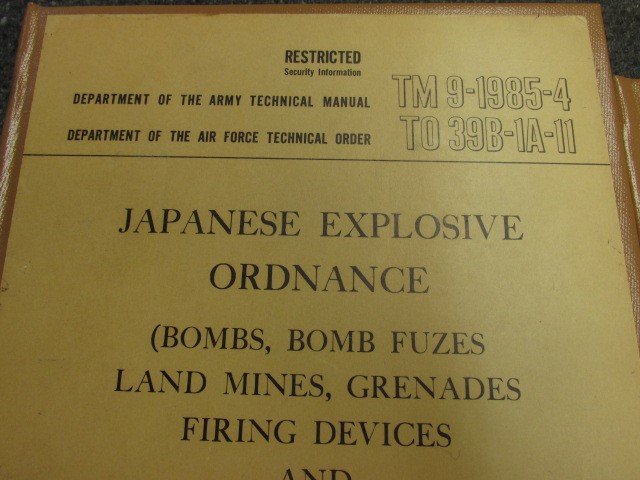 RESTRICTED
Security Information
DEPARTMENT OF THE ARMY TECHNICAL MANUAL TM 9-1985-4
DEPARTMENT OF THE AIR FORCE TECHNICAL ORDER TO 39B-1A-11
JAPANESE EXPLOSIVE
ORDNANCE
(BOMBS, BOMB FUZES
LAND MINES, GRENADES
FIRING DEVICES
AND